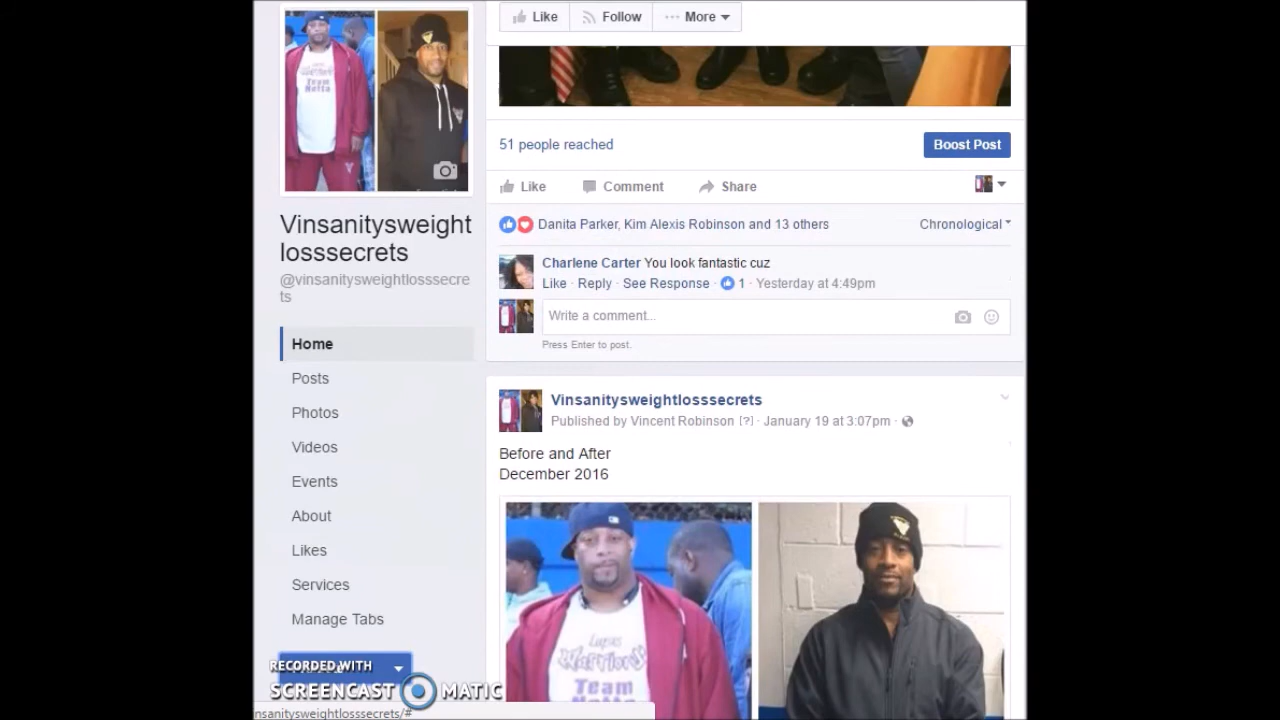 Like
Follow
More
51 people reached
Boost Post
Like
Comment
Share
Danita Parker, Kim Alexis Robinson and 13 others
Chronological
Charlene Carter You look fantastic cuz
Like · Reply · See Response · 1 · Yesterday at 4:49pm
Write a comment...
Press Enter to post.
Vinsanitysweight
losssecrets
@vinsanitysweightlosssecre
ts
Home
Posts
Photos
Videos
Events
About
Likes
Services
Manage Tabs
Vinsanitysweightlosssecrets
Published by Vincent Robinson [?] · January 19 at 3:07pm ·
Before and After
December 2016
Warriors
Team
Lupus
Warriors
Team
RECORDED WITH
SCREENCAST MATIC
nsanitysweightlosssecrets/#